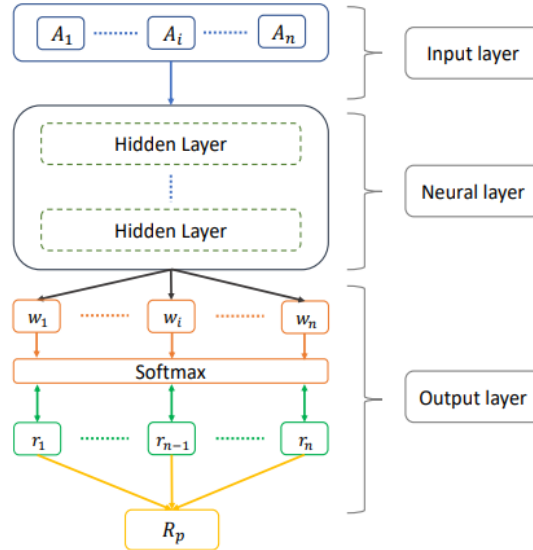 A₁ ........ Aᵢ ........ Aₙ
Input layer
Hidden Layer
Neural layer
Hidden Layer
w₁ ........ wᵢ ........ wₙ
Softmax
Output layer
r₁ ........ rₙ₋₁ ........ rₙ
Rₚ